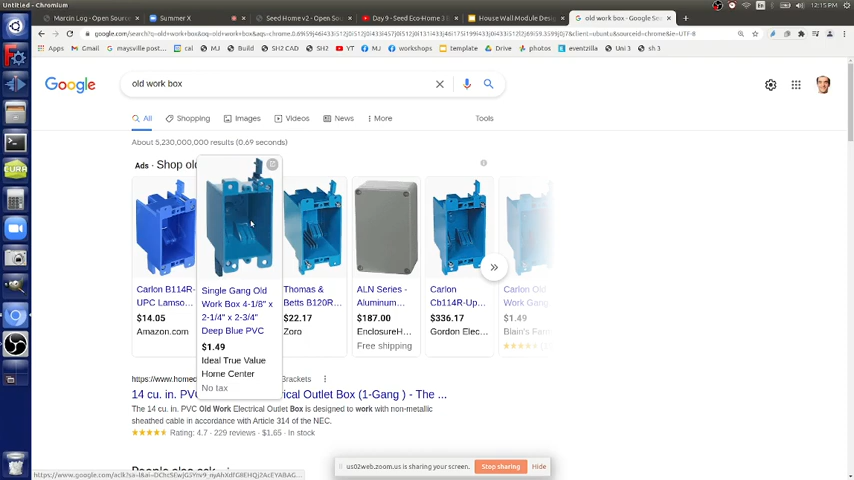 Untitled - Chromium
12:15 PM
Marcin Log - Open Source
Summer X
Seed Home v2 - Open So
Day 9 - Seed Eco-Home 3 E
House Wall Module Desig
old work box - Google Sea
Apps
M Gmail
maysville post
UB
MJ
Build
SH2 CAD
SH2
YT
MJ
workshops
template
Drive
photos
eventzilla
Uni 3
sh 3
Google
old work box
All
Shopping
Images
Videos
News
More
Tools
About 5,230,000,000 results (0.69 seconds)
Ads · Shop old
Carlon B114R-
UPC Lamso...
$14.05
Amazon.com
Single Gang Old
Work Box 4-1/8" x
2-1/4" x 2-3/4"
Deep Blue PVC
$1.49
Ideal True Value
Home Center
No tax
Thomas &
Betts B120R...
$22.17
Zoro
ALN Series -
Aluminum...
$187.00
EnclosureH...
Free shipping
Carlon
Cb114R-Up...
$336.17
Gordon Elec...
Carlon Old
Work Gang
$1.49
Blain's Farm
https://www.homed
Brackets
14 cu. in. PVC
rical Outlet Box (1-Gang ) - The ...
The 14 cu. in. PVC Old Work Electrical Outlet Box is designed to work with non-metallic
sheathed cable in accordance with Article 314 of the NEC.
Rating: 4.7 · 229 reviews · $1.65 · In stock
People also ask
us02web.zoom.us is sharing your screen.
Stop sharing
Hide